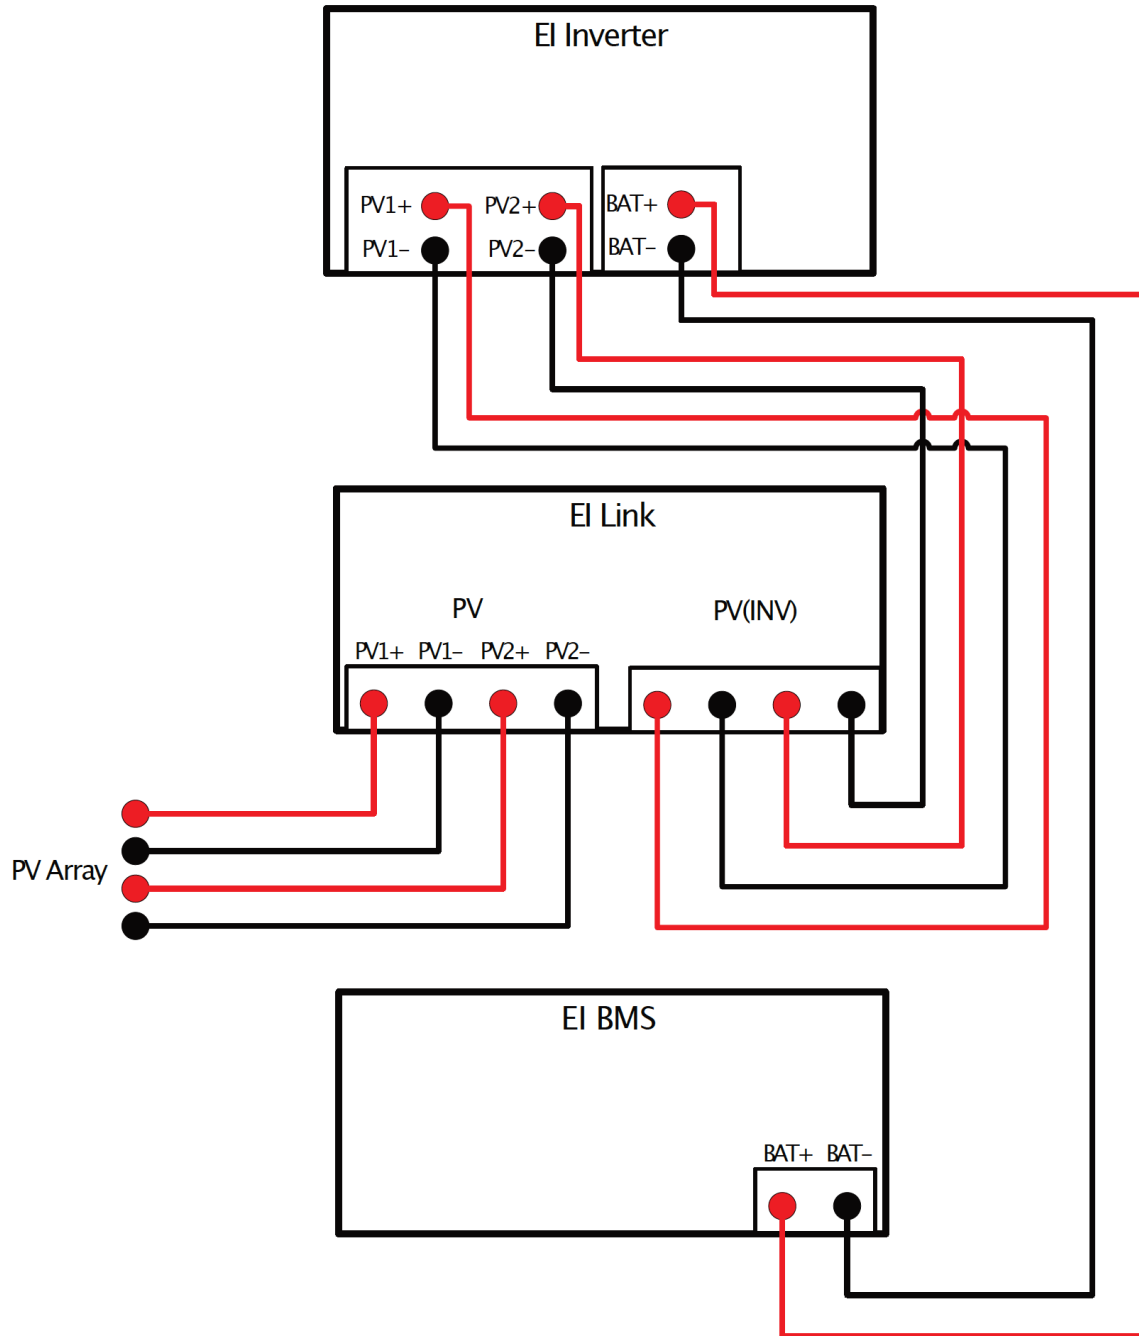 EI Inverter
PV1+ PV2+ BAT+
PV1– PV2– BAT–
EI Link
PV PV(INV)
PV1+ PV1– PV2+ PV2–
PV Array
EI BMS
BAT+ BAT–